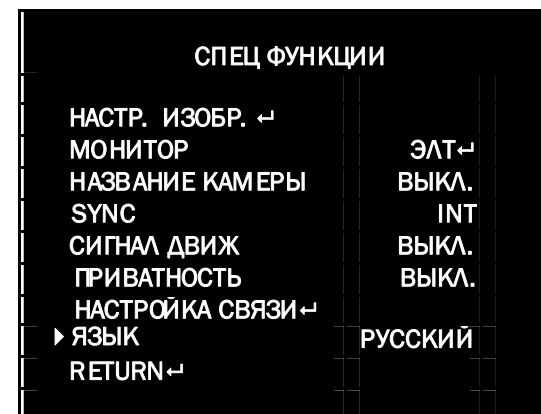 СПЕЦ ФУНКЦИИ
НАСТР. ИЗОБР. ↵
МОНИТОР ЭЛТ↵
НАЗВАНИЕ КАМЕРЫ ВЫКЛ.
SYNC INT
СИГНАЛ ДВИЖ ВЫКЛ.
ПРИВАТНОСТЬ ВЫКЛ.
НАСТРОЙКА СВЯЗИ↵
ЯЗЫК РУССКИЙ
RETURN↵